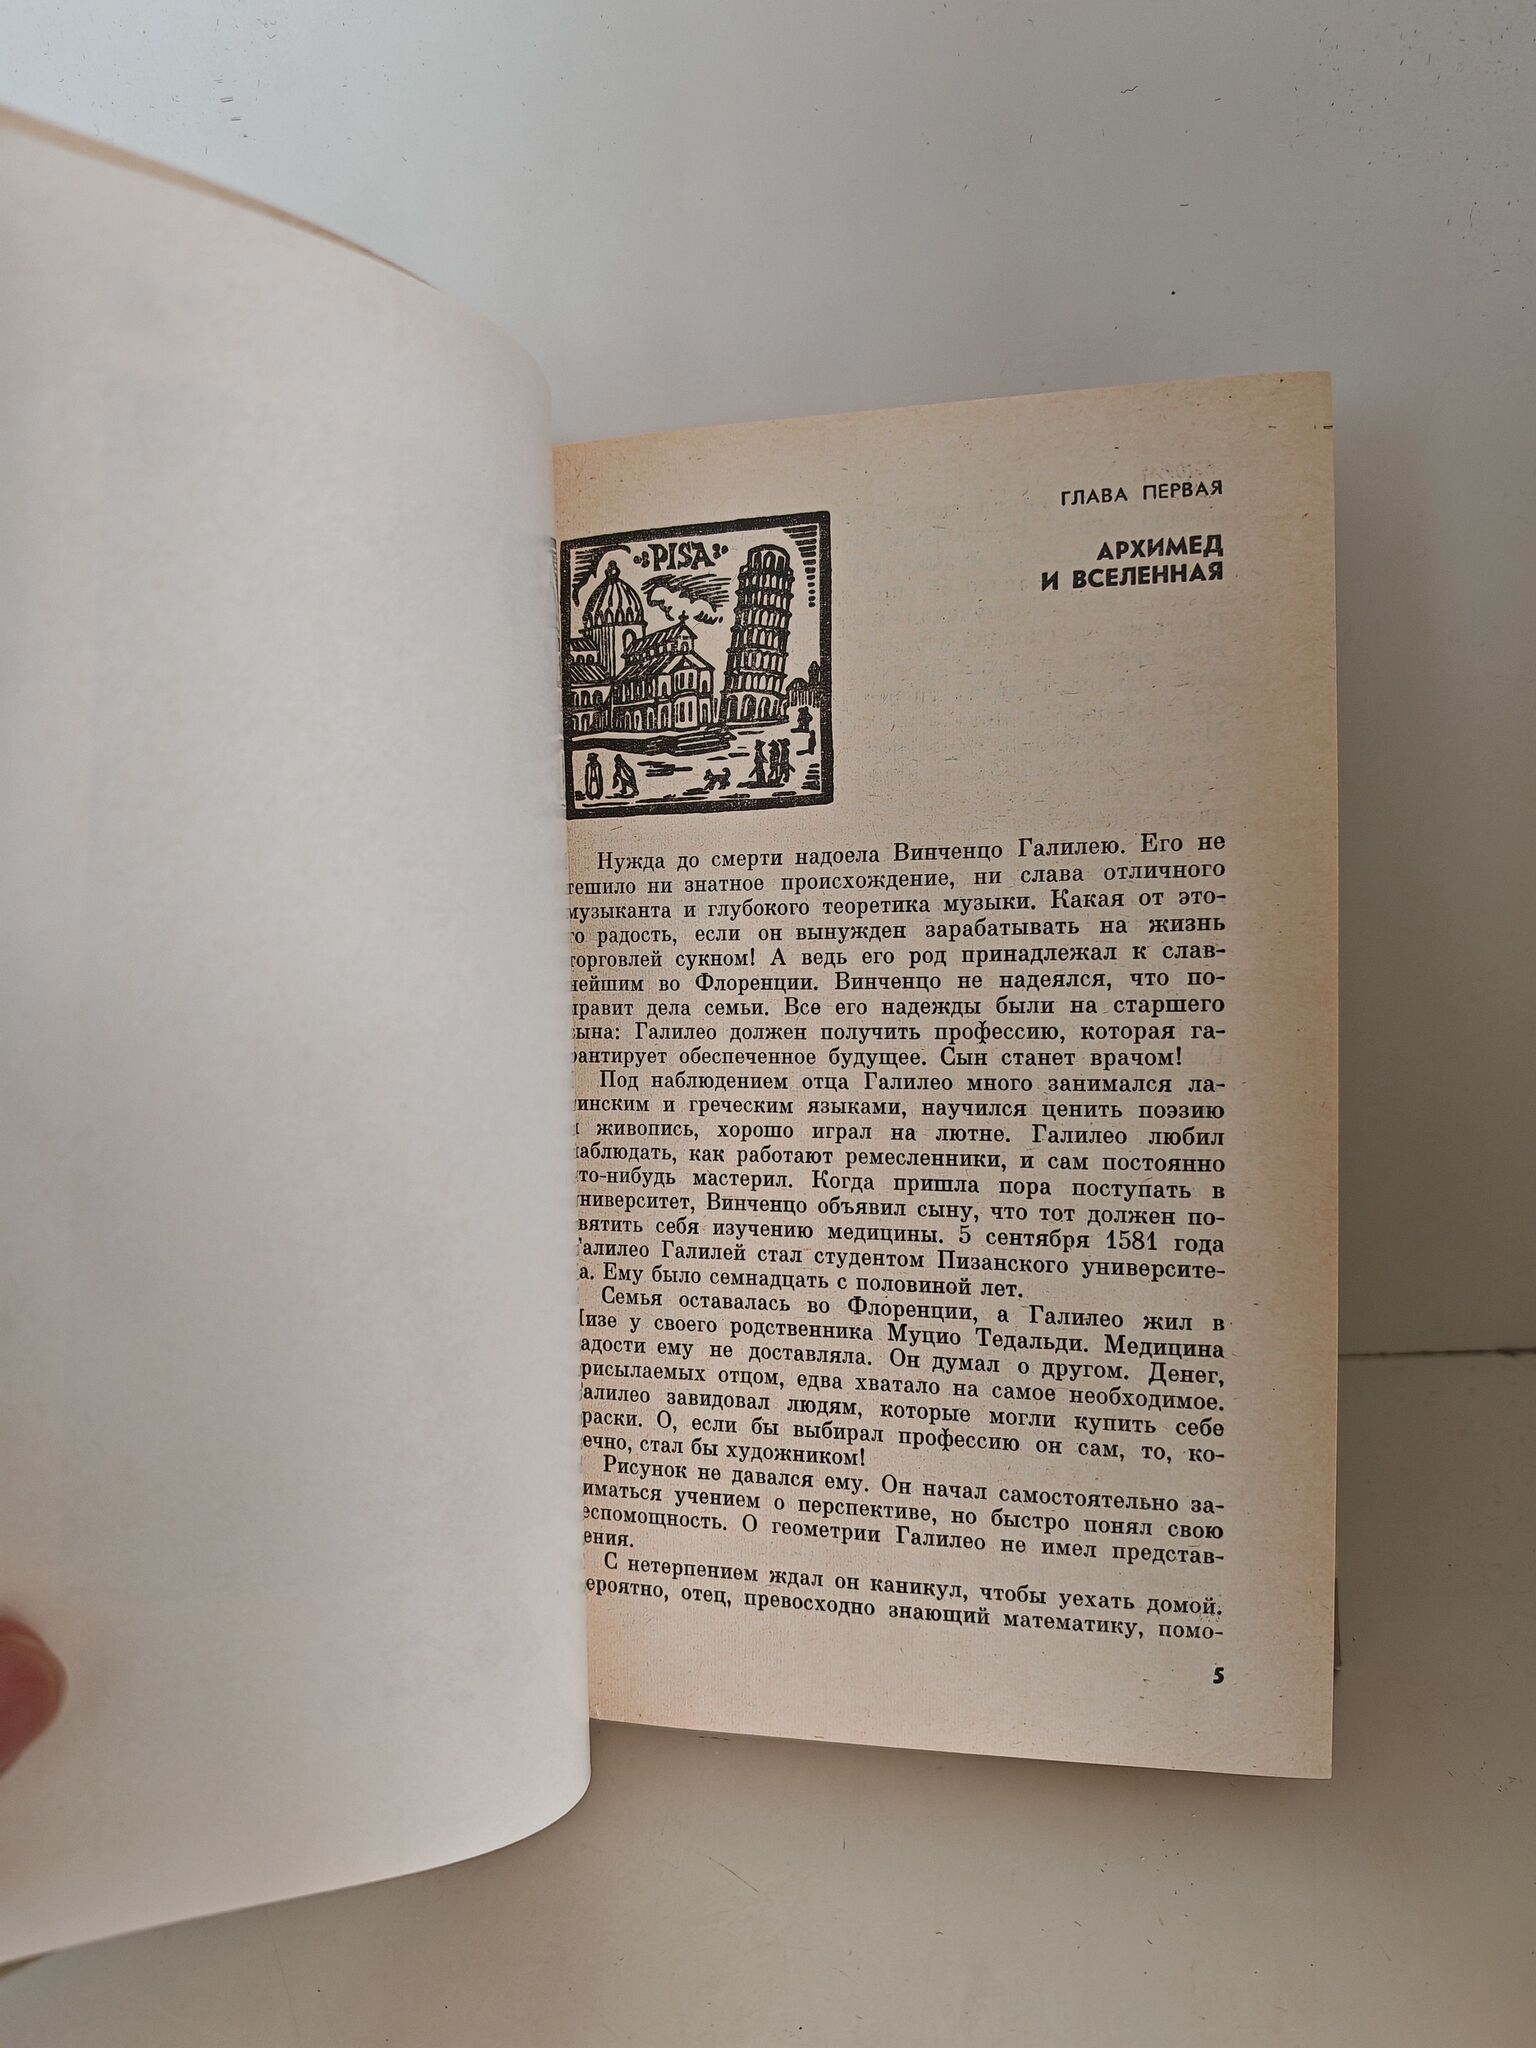 ГЛАВА ПЕРВАЯ
АРХИМЕД
И ВСЕЛЕННАЯ
PISA
Нужда до смерти надоела Винченцо Галилею. Его не
тешило ни знатное происхождение, ни слава отличного
музыканта и глубокого теоретика музыки. Какая от это-
го радость, если он вынужден зарабатывать на жизнь
торговлей сукном! А ведь его род принадлежал к слав-
нейшим во Флоренции. Винченцо не надеялся, что по-
правит дела семьи. Все его надежды были на старшего
сына: Галилео должен получить профессию, которая га-
рантирует обеспеченное будущее. Сын станет врачом!
Под наблюдением отца Галилео много занимался ла-
тинским и греческим языками, научился ценить поэзию
и живопись, хорошо играл на лютне. Галилео любил
наблюдать, как работают ремесленники, и сам постоянно
что-нибудь мастерил. Когда пришла пора поступать в
университет, Винченцо объявил сыну, что тот должен по-
святить себя изучению медицины. 5 сентября 1581 года
Галилео Галилей стал студентом Пизанского университе-
та. Ему было семнадцать с половиной лет.
Семья оставалась во Флоренции, а Галилео жил в
Пизе у своего родственника Муцио Тедальди. Медицина
радости ему не доставляла. Он думал о другом. Денег,
присылаемых отцом, едва хватало на самое необходимое.
Галилео завидовал людям, которые могли купить себе
краски. О, если бы выбирал профессию он сам, то, ко-
нечно, стал бы художником!
Рисунок не давался ему. Он начал самостоятельно за-
ниматься учением о перспективе, но быстро понял свою
беспомощность. О геометрии Галилео не имел представ-
ления.
С нетерпением ждал он каникул, чтобы уехать домой.
Вероятно, отец, превосходно знающий математику, помо-
5